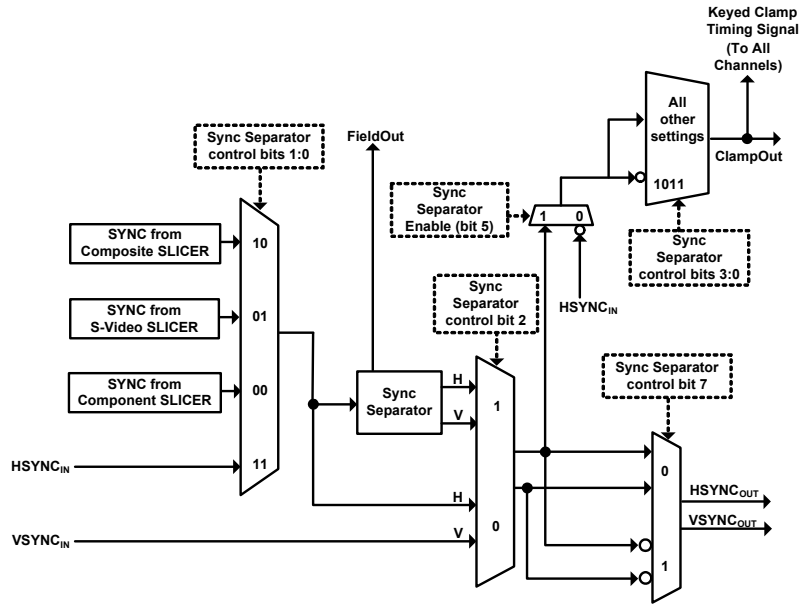 Keyed Clamp
Timing Signal
(To All
Channels)
All
other
settings
1011
ClampOut
FieldOut
Sync Separator
control bits 1:0
Sync
Separator
Enable (bit 5)
1 0
Sync
Separator
control bits 3:0
HSYNCIN
SYNC from
Composite SLICER
10
SYNC from
S-Video SLICER
01
SYNC from
Component SLICER
00
HSYNCIN
11
VSYNCIN
Sync
Separator
control bit 2
Sync
Separator
H
V
1
H
V
0
Sync Separator
control bit 7
0
1
HSYNCOUT
VSYNCOUT